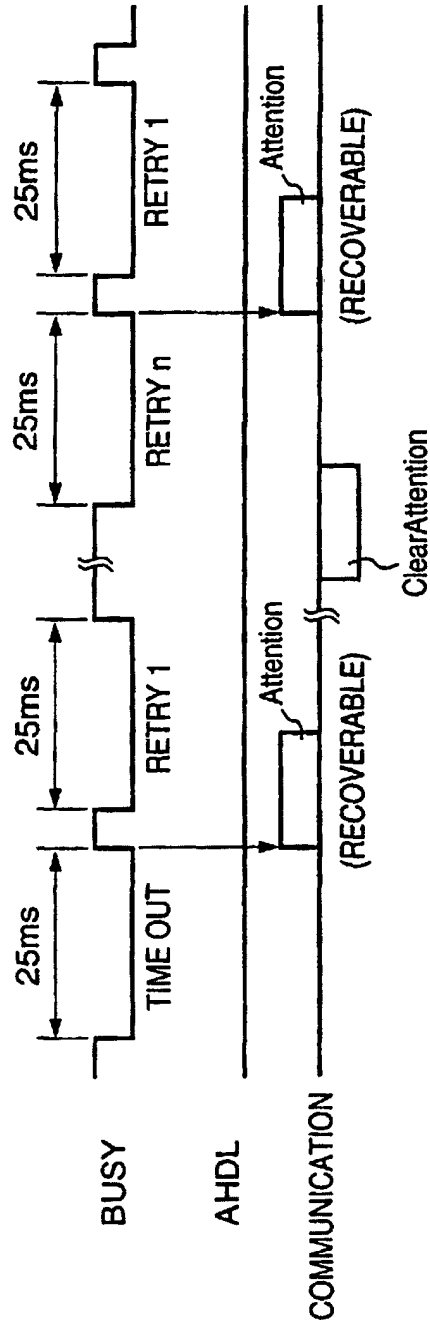 BUSY
25ms
25ms
25ms
25ms
TIME OUT
RETRY 1
RETRY n
RETRY 1
AHDL
COMMUNICATION
Attention
Attention
(RECOVERABLE)
(RECOVERABLE)
ClearAttention